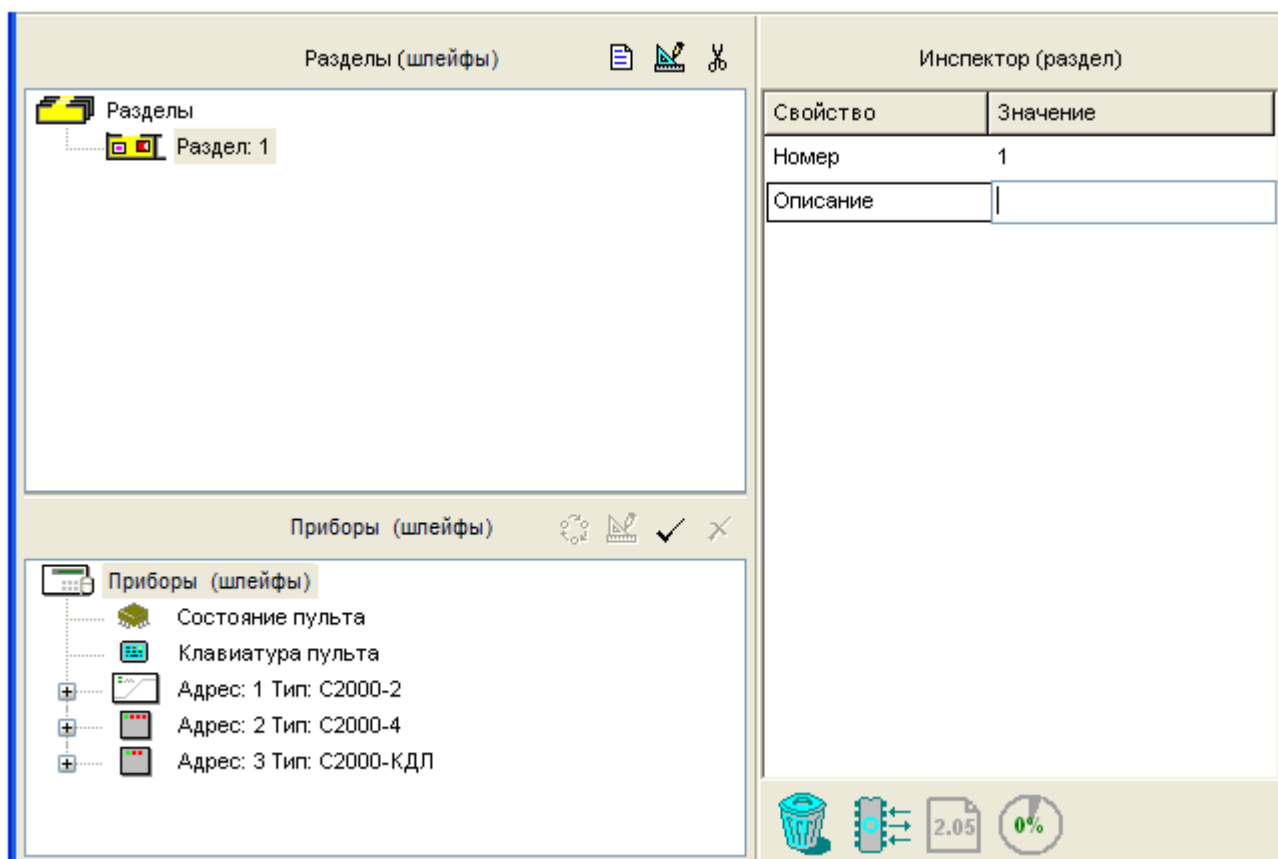 Разделы (шлейфы)
Разделы
Раздел: 1
Приборы (шлейфы)
Приборы (шлейфы)
Состояние пульта
Клавиатура пульта
Адрес: 1 Тип: С2000-2
Адрес: 2 Тип: С2000-4
Адрес: 3 Тип: С2000-КДЛ
Инспектор (раздел)
Свойство Значение
Номер 1
Описание
2.05 0%